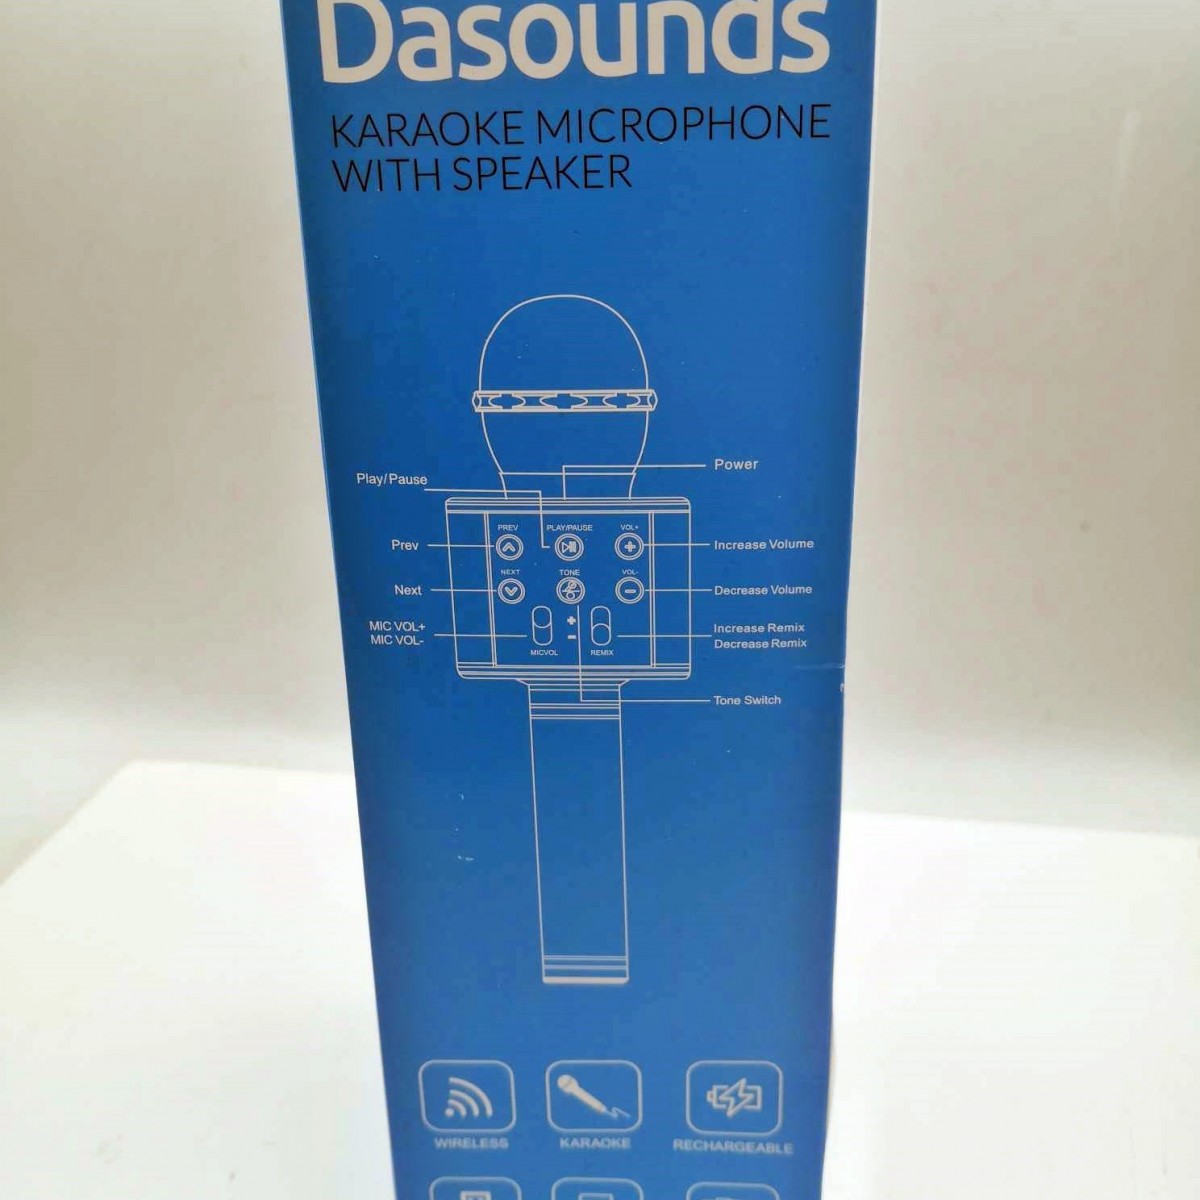 Dasounds
KARAOKE MICROPHONE
WITH SPEAKER
Power
Play/Pause
PREV PLAY/PAUSE VOL+
Prev
Increase Volume
NEXT TONE VOL-
Next
Decrease Volume
MIC VOL+
MIC VOL-
+
-
Increase Remix
Decrease Remix
MICVOL REMIX
Tone Switch
WIRELESS KARAOKE RECHARGEABLE